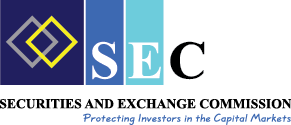 SEC
SECURITIES AND EXCHANGE COMMISSION
Protecting Investors in the Capital Markets